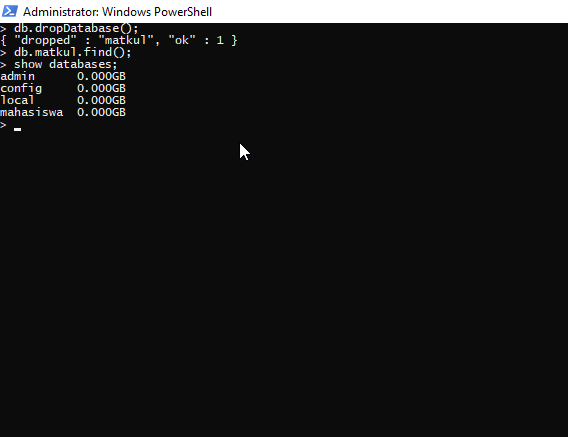 Administrator: Windows PowerShell
> db.dropDatabase();
{ "dropped" : "matkul", "ok" : 1 }
> db.matkul.find();
> show databases;
admin      0.000GB
config     0.000GB
local      0.000GB
mahasiswa  0.000GB
>